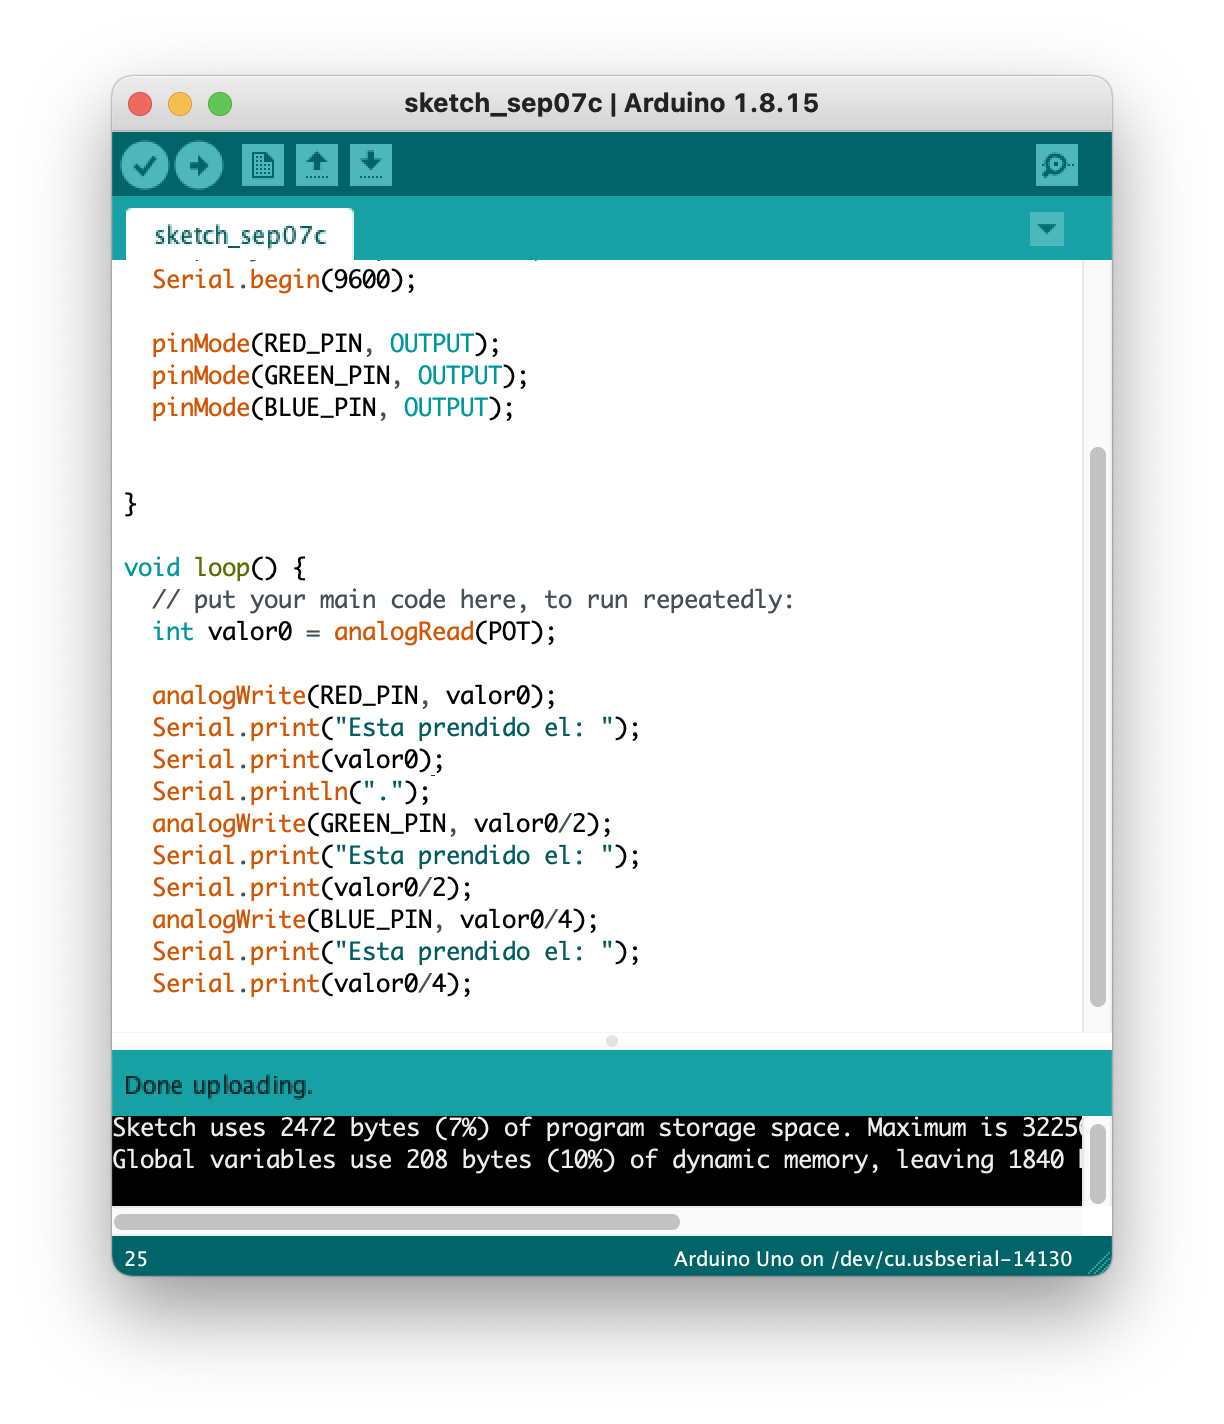 sketch_sep07c | Arduino 1.8.15
sketch_sep07c
Serial.begin(9600);
pinMode(RED_PIN, OUTPUT);
pinMode(GREEN_PIN, OUTPUT);
pinMode(BLUE_PIN, OUTPUT);
}
void loop() {
// put your main code here, to run repeatedly:
int valor0 = analogRead(POT);
analogWrite(RED_PIN, valor0);
Serial.print("Esta prendido el: ");
Serial.print(valor0);
Serial.println(".");
analogWrite(GREEN_PIN, valor0/2);
Serial.print("Esta prendido el: ");
Serial.print(valor0/2);
analogWrite(BLUE_PIN, valor0/4);
Serial.print("Esta prendido el: ");
Serial.print(valor0/4);
Done uploading.
Sketch uses 2472 bytes (7%) of program storage space. Maximum is 32256
Global variables use 208 bytes (10%) of dynamic memory, leaving 1840
25
Arduino Uno on /dev/cu.usbserial-14130